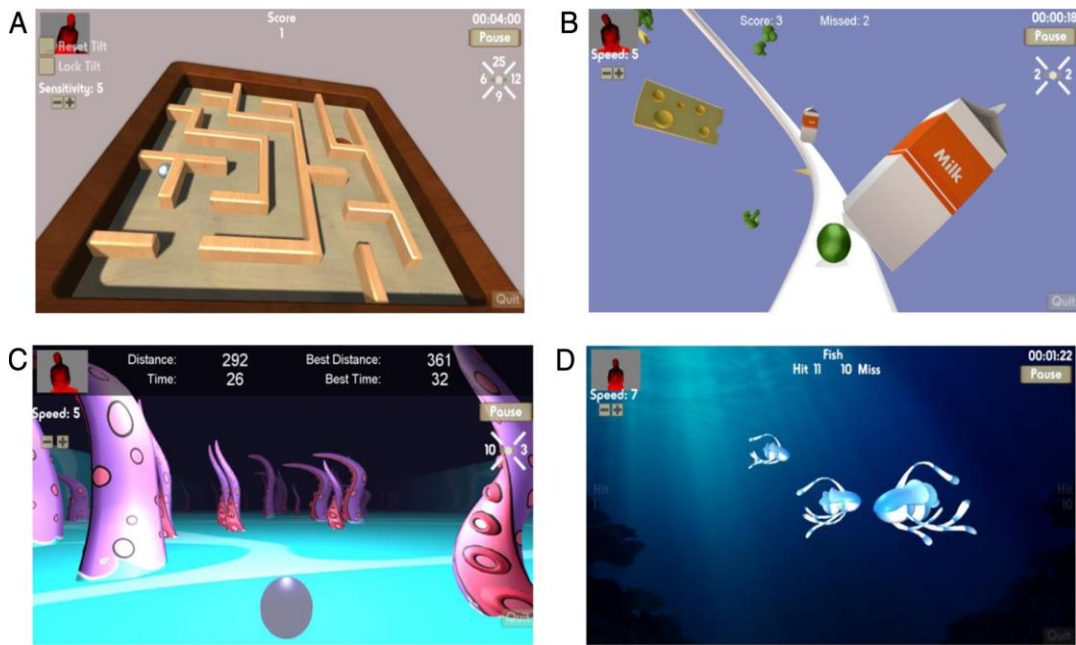 A
Score
1
00:04:00
Pause
Reset Tilt
Lock Tilt
Sensitivity: 5
− +
25
6 12
9
Quit
B
Score: 3 Missed: 2
00:00:18
Pause
Speed: 5
− +
2 2
Milk
Quit
C
Distance: 292 Best Distance: 361
Time: 26 Best Time: 32
Pause
Speed: 5
− +
10 3
Quit
D
Fish
Hit 11 10 Miss
00:01:22
Pause
Speed: 7
− +
Hit
1
Hit
10
Quit